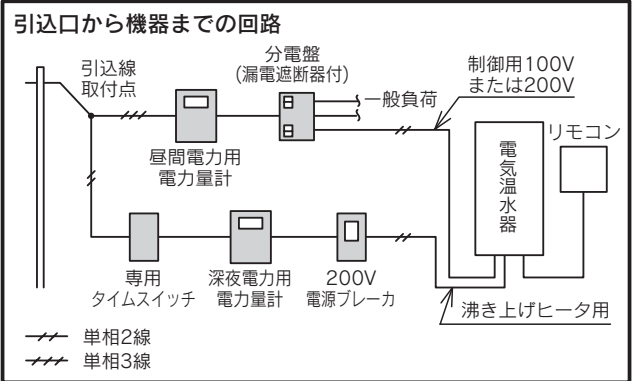 引込口から機器までの回路
引込線
取付点
分電盤
(漏電遮断器付)
一般負荷
制御用100V
または200V
リモコン
電気温水器
昼間電力用
電力量計
専用
タイムスイッチ
深夜電力用
電力量計
200V
電源ブレーカ
沸き上げヒータ用
単相2線
単相3線